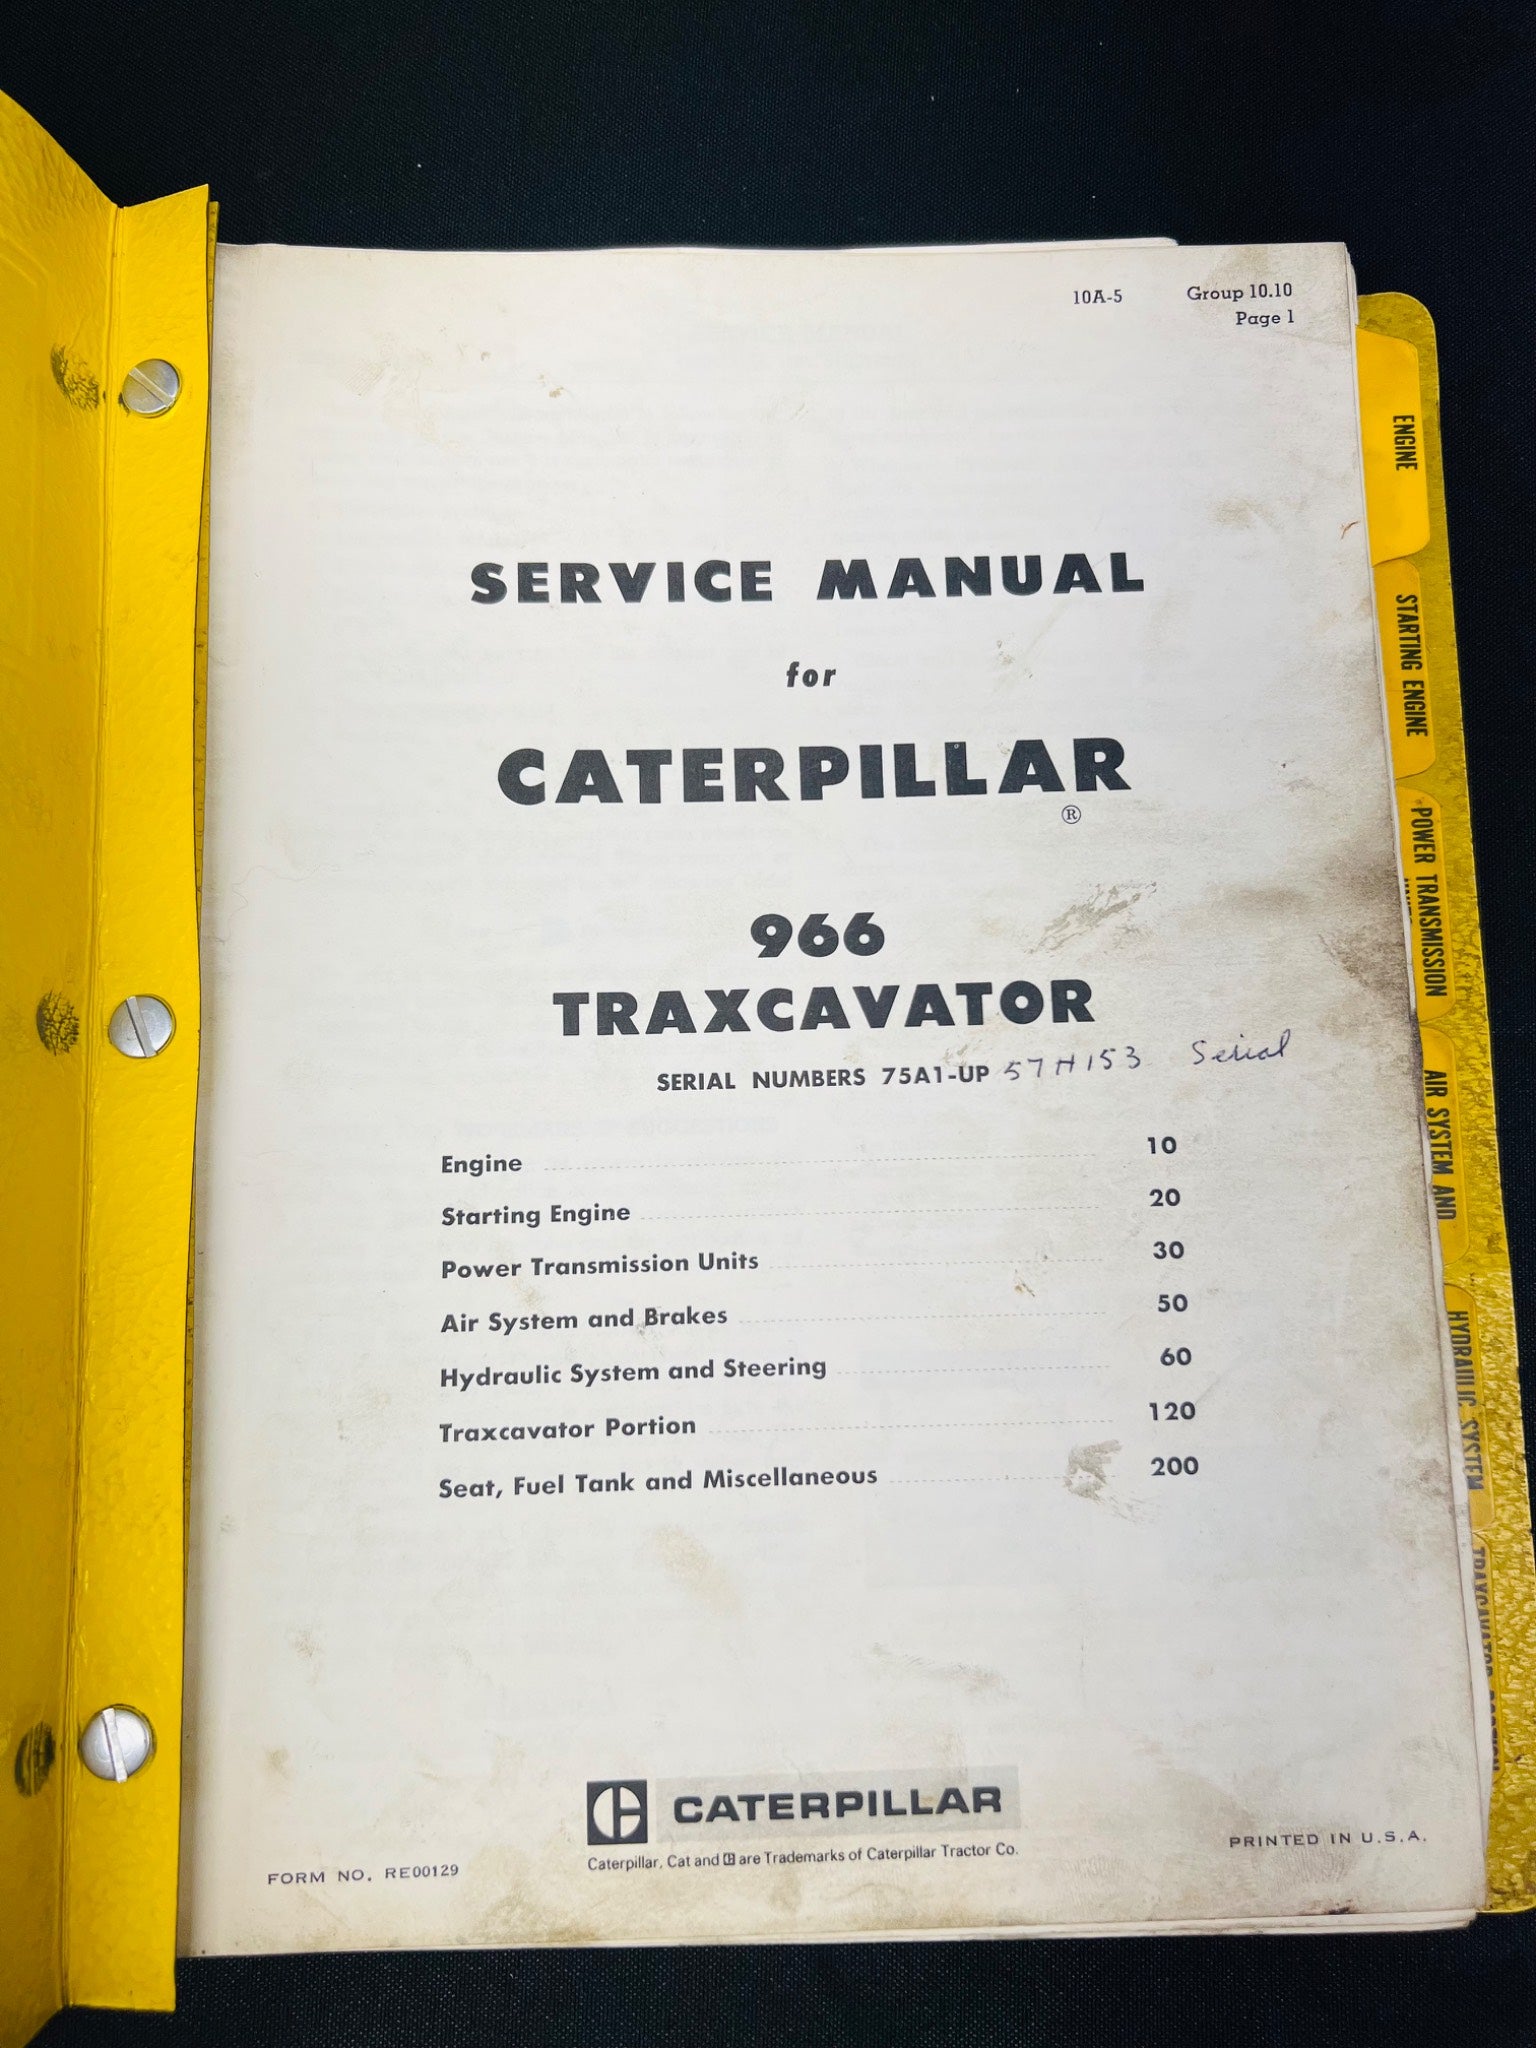 10A-5 Group 10.10
Page 1
SERVICE MANUAL
for
CATERPILLAR
®
966
TRAXCAVATOR
SERIAL NUMBERS 75A1-UP 57H153 Serial
Engine 10
Starting Engine 20
Power Transmission Units 30
Air System and Brakes 50
Hydraulic System and Steering 60
Traxcavator Portion 120
Seat, Fuel Tank and Miscellaneous 200
CATERPILLAR
Caterpillar, Cat and C are Trademarks of Caterpillar Tractor Co.
FORM NO. RE00129
PRINTED IN U.S.A.
ENGINE
STARTING ENGINE
POWER TRANSMISSION
AIR SYSTEM AND
HYDRAULIC SYSTEM
TRAXCAVATOR PORTION